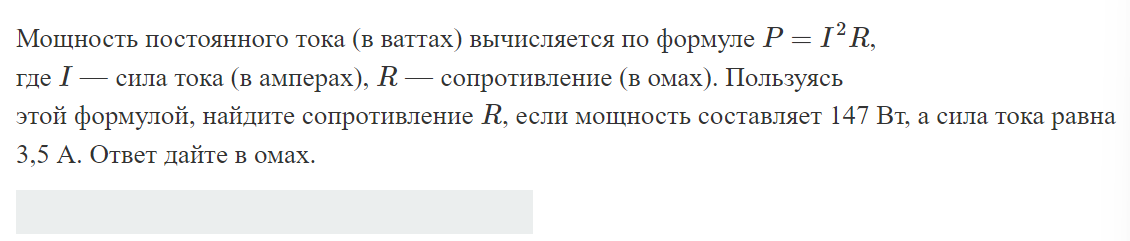 Мощность постоянного тока (в ваттах) вычисляется по формуле P = I²R,
где I — сила тока (в амперах), R — сопротивление (в омах). Пользуясь
этой формулой, найдите сопротивление R, если мощность составляет 147 Вт, а сила тока равна
3,5 А. Ответ дайте в омах.